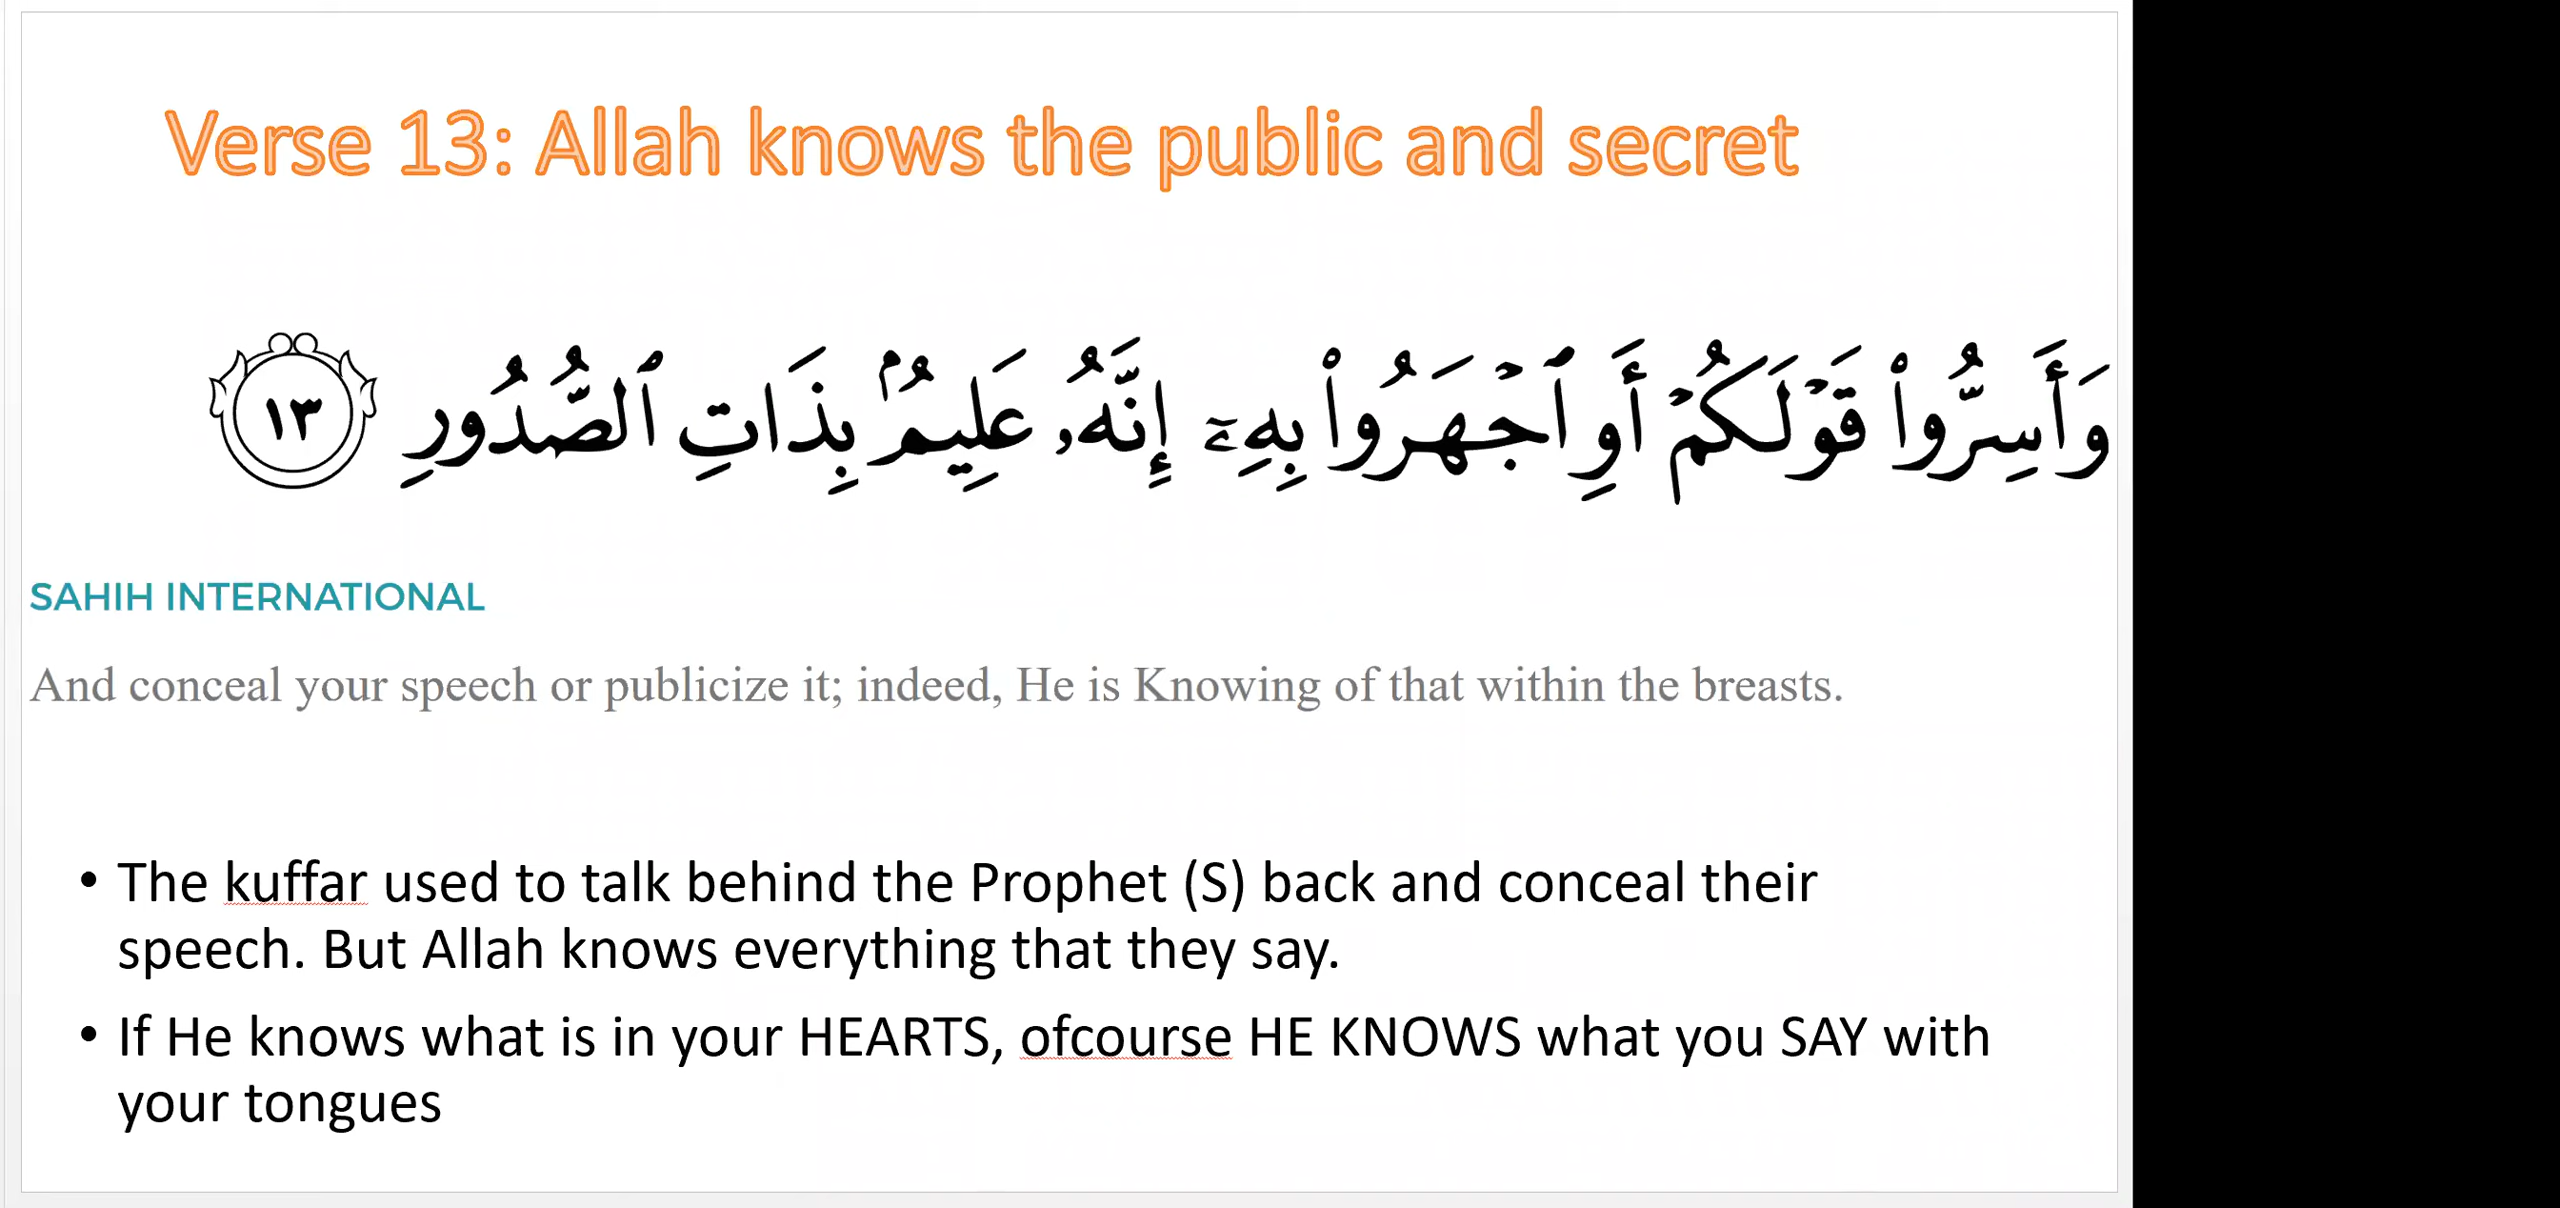 Verse 13: Allah knows the public and secret
وَأَسِرُّوا۟ قَوْلَكُمْ أَوِ ٱجْهَرُوا۟ بِهِۦٓ ۖ إِنَّهُۥ عَلِيمٌۢ بِذَاتِ ٱلصُّدُورِ ١٣
SAHIH INTERNATIONAL
And conceal your speech or publicize it; indeed, He is Knowing of that within the breasts.
• The kuffar used to talk behind the Prophet (S) back and conceal their
speech. But Allah knows everything that they say.
• If He knows what is in your HEARTS, ofcourse HE KNOWS what you SAY with
your tongues